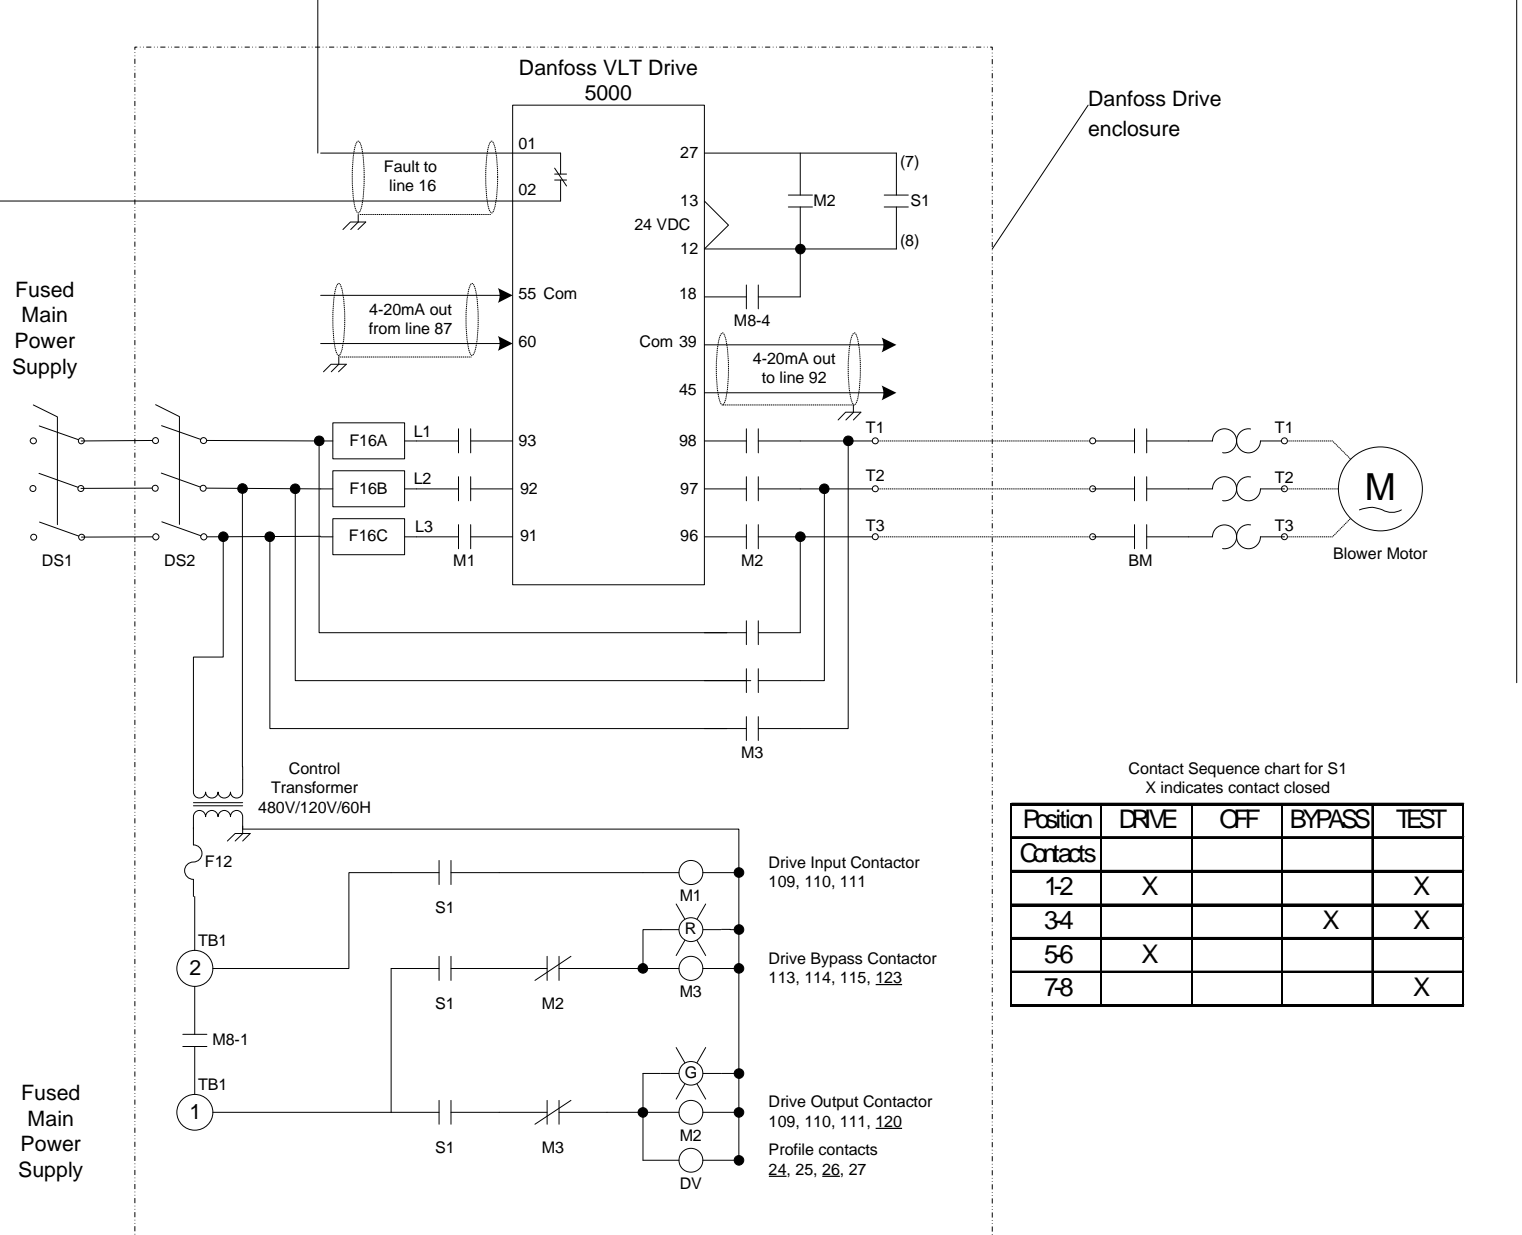 Danfoss VLT Drive
5000
Danfoss Drive
enclosure
01
Fault to
line 16
02
27
(7)
13
M2
S1
24 VDC
12
(8)
Fused
Main
Power
Supply
55 Com
4-20mA out
from line 87
60
18
M8-4
Com 39
4-20mA out
to line 92
45
F16A
L1
93
98
T1
T1
F16B
L2
92
97
T2
T2
M
F16C
L3
91
96
T3
T3
DS1
DS2
M1
M2
BM
Blower Motor
M3
Control
Transformer
480V/120V/60H
Contact Sequence chart for S1
X indicates contact closed
Position DRIVE OFF BYPASS TEST
Contacts
1-2 X X
3-4 X X
5-6 X
7-8 X
F12
S1
M1
Drive Input Contactor
109, 110, 111
R
TB1
2
S1
M2
M3
Drive Bypass Contactor
113, 114, 115, 123
M8-1
G
TB1
1
S1
M3
M2
Drive Output Contactor
109, 110, 111, 120
DV
Profile contacts
24, 25, 26, 27
Fused
Main
Power
Supply